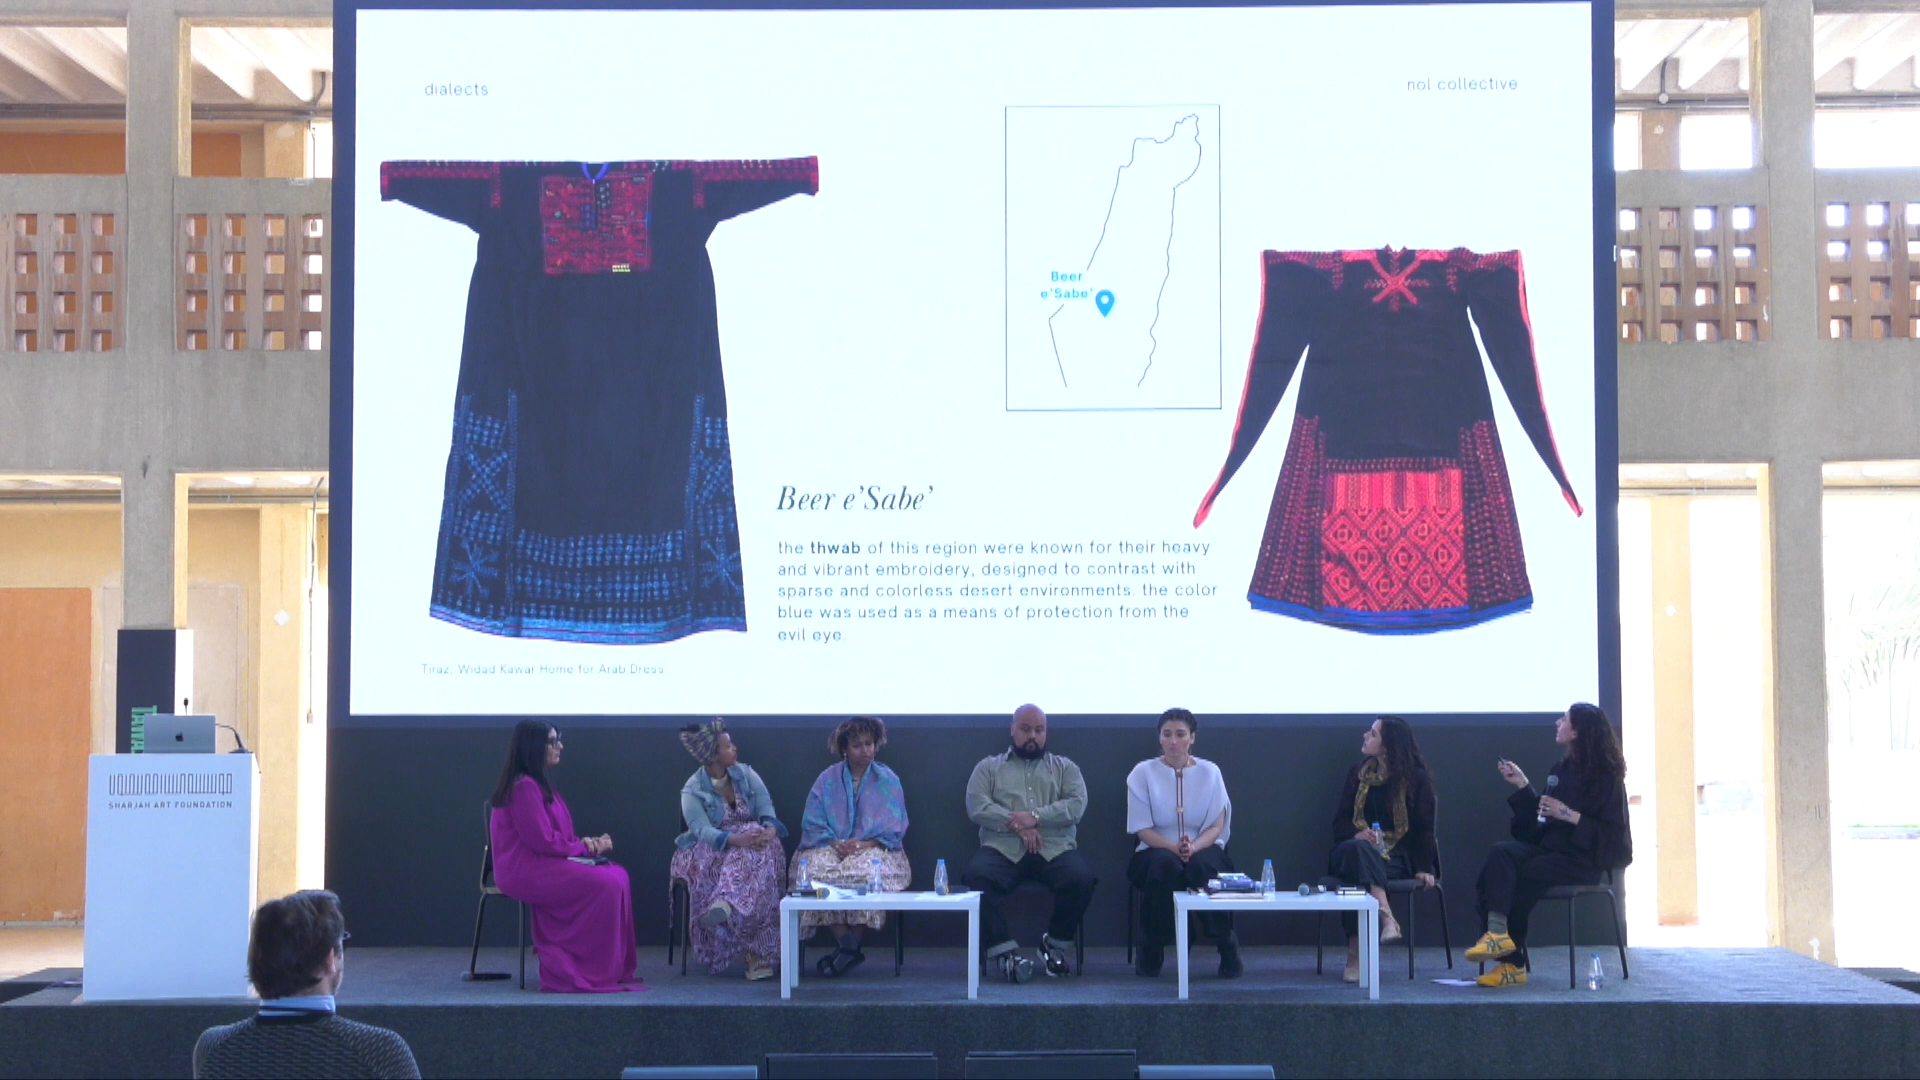 dialects
nol collective
Beer
e'Sabe'
Beer e'Sabe'
the thwab of this region were known for their heavy
and vibrant embroidery, designed to contrast with
sparse and colorless desert environments. the color
blue was used as a means of protection from the
evil eye.
Tiraz, Widad Kawar Home for Arab Dress
SHARJAH ART FOUNDATION